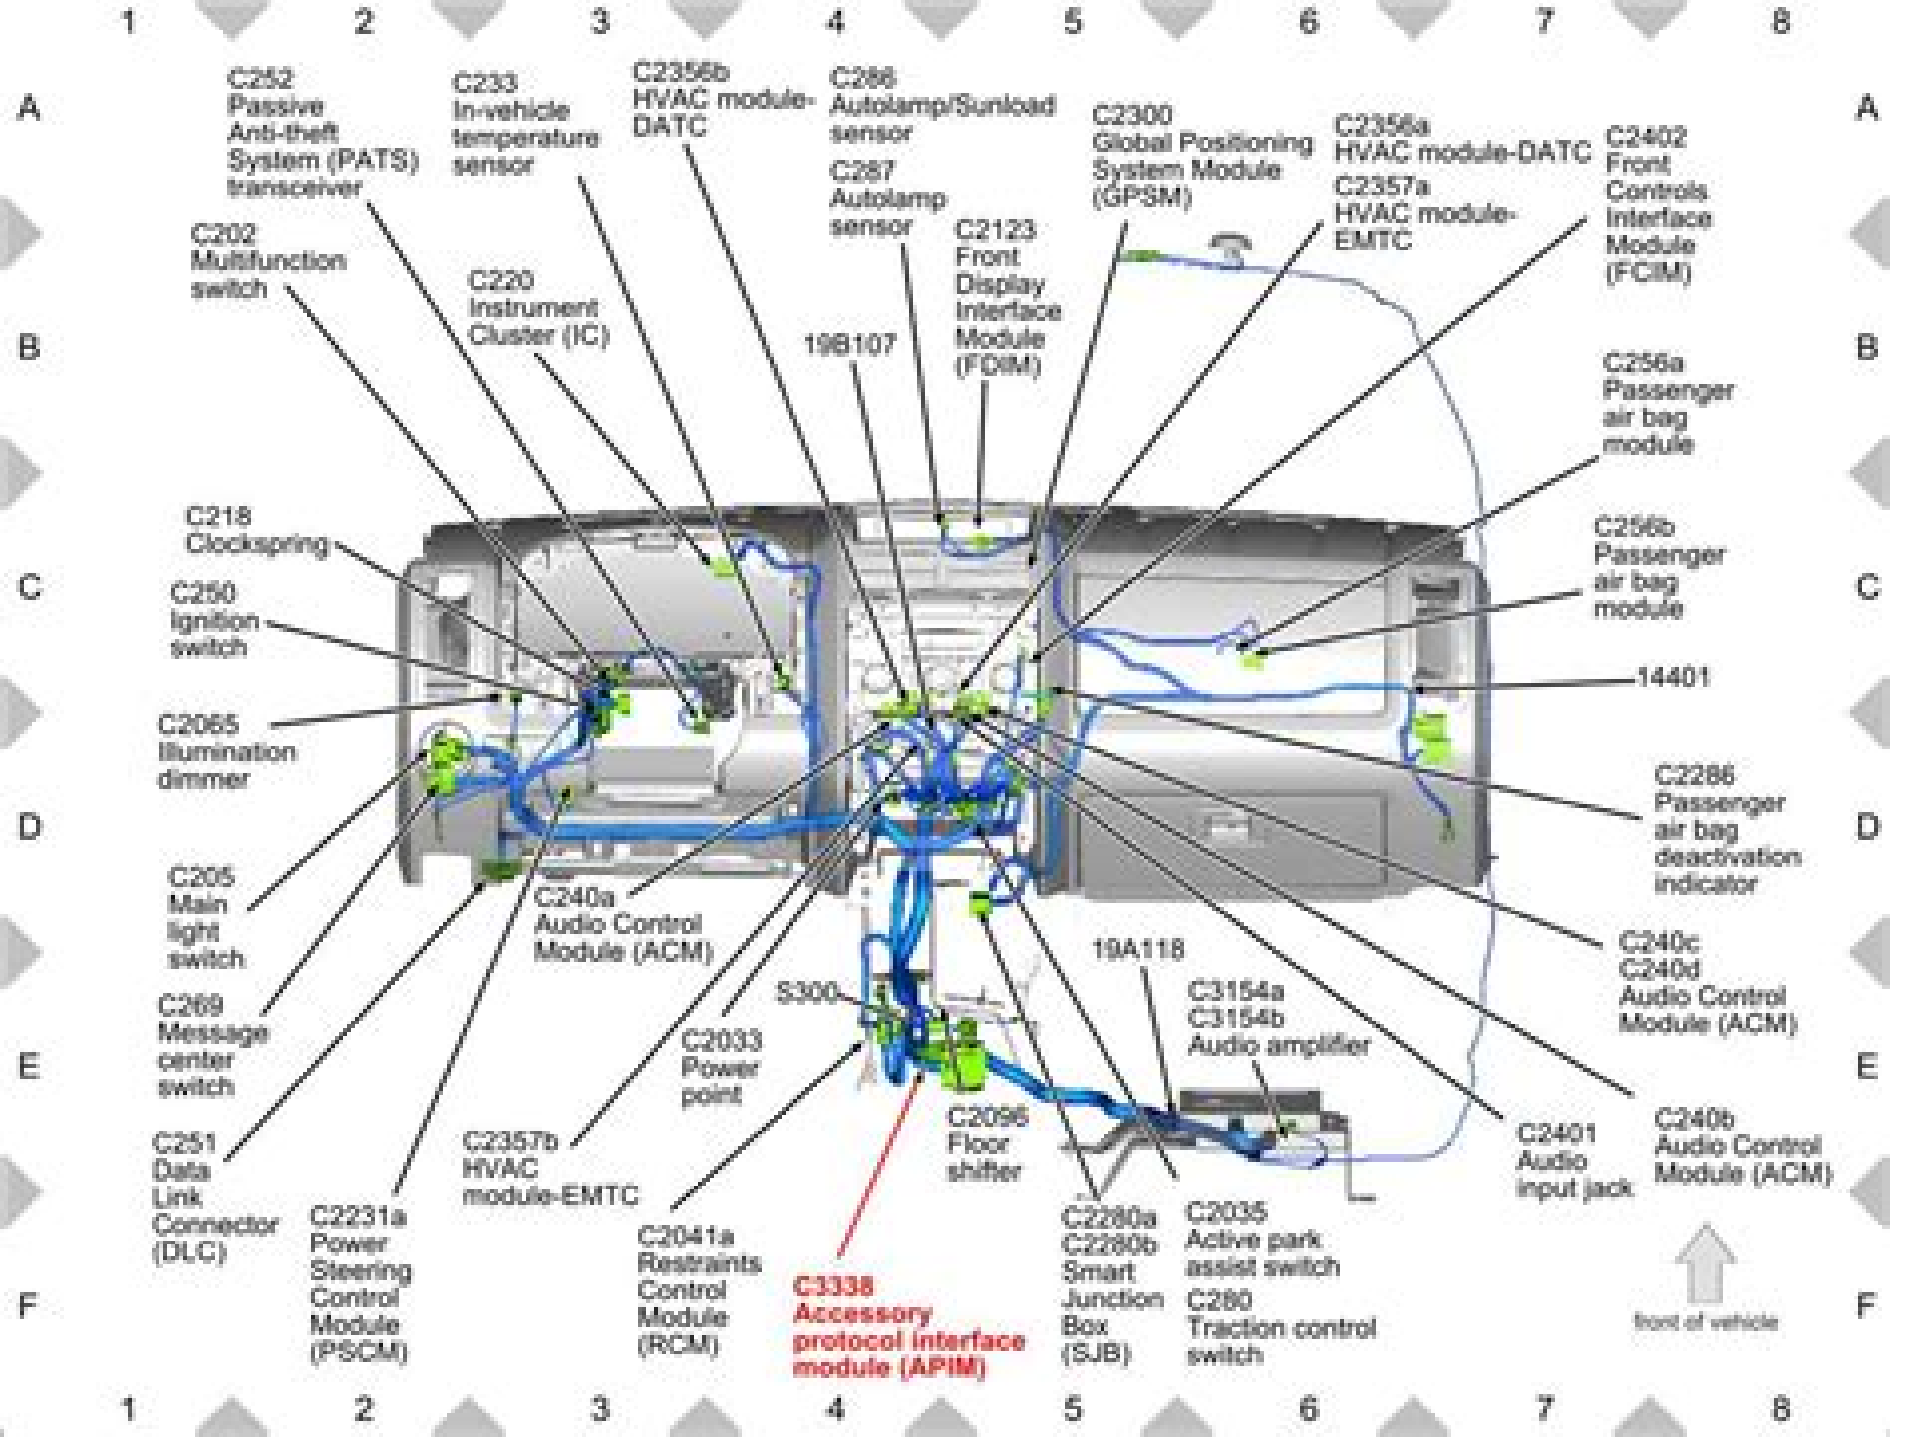 1 2 3 4 5 6 7 8
A
A
C252
Passive
Anti-theft
System (PATS)
transceiver
C233
In-vehicle
temperature
sensor
C2356b
HVAC module-
DATC
C286
Autolamp/Sunload
sensor
C287
Autolamp
sensor
C2300
Global Positioning
System Module
(GPSM)
C2356a
HVAC module-DATC
C2357a
HVAC module-
EMTC
C2402
Front
Controls
Interface
Module
(FCIM)
C202
Multifunction
switch
C220
Instrument
Cluster (IC)
C2123
Front
Display
Interface
Module
(FDIM)
19B107
B
B
C256a
Passenger
air bag
module
C218
Clockspring
C256b
Passenger
air bag
module
C
C
C250
Ignition
switch
14401
C2065
Illumination
dimmer
C2286
Passenger
air bag
deactivation
indicator
D
D
C205
Main
light
switch
C240a
Audio Control
Module (ACM)
19A118
C240c
C240d
Audio Control
Module (ACM)
C269
Message
center
switch
S300
C3154a
C3154b
Audio amplifier
C2033
Power
point
E
E
C2096
Floor
shifter
C2401
Audio
input jack
C240b
Audio Control
Module (ACM)
C251
Data
Link
Connector
(DLC)
C2357b
HVAC
module-EMTC
C2231a
Power
Steering
Control
Module
(PSCM)
C2041a
Restraints
Control
Module
(RCM)
C3338
Accessory
protocol interface
module (APIM)
C2280a
C2280b
Smart
Junction
Box
(SJB)
C2035
Active park
assist switch
C280
Traction control
switch
front of vehicle
F
F
1 2 3 4 5 6 7 8